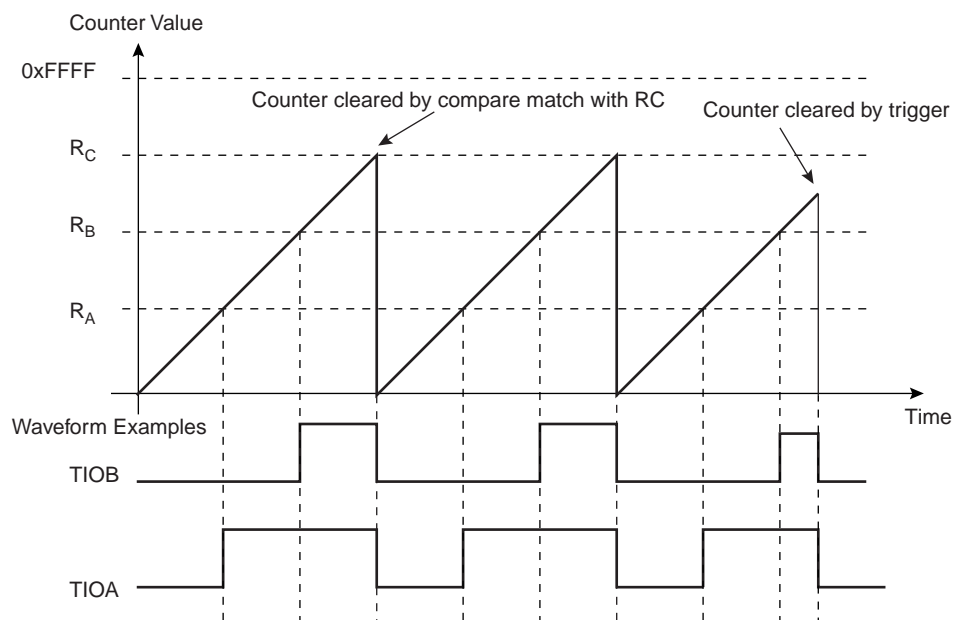 Counter Value
0xFFFF
Counter cleared by compare match with RC
Counter cleared by trigger
RC
RB
RA
Time
Waveform Examples
TIOB
TIOA